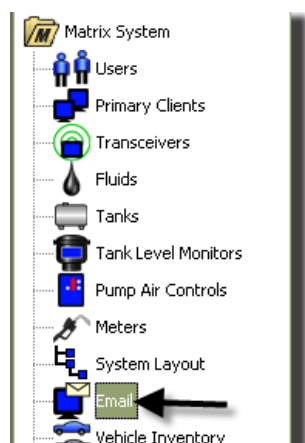 Matrix System
Users
Primary Clients
Transceivers
Fluids
Tanks
Tank Level Monitors
Pump Air Controls
Meters
System Layout
Email
Vehicle Inventory